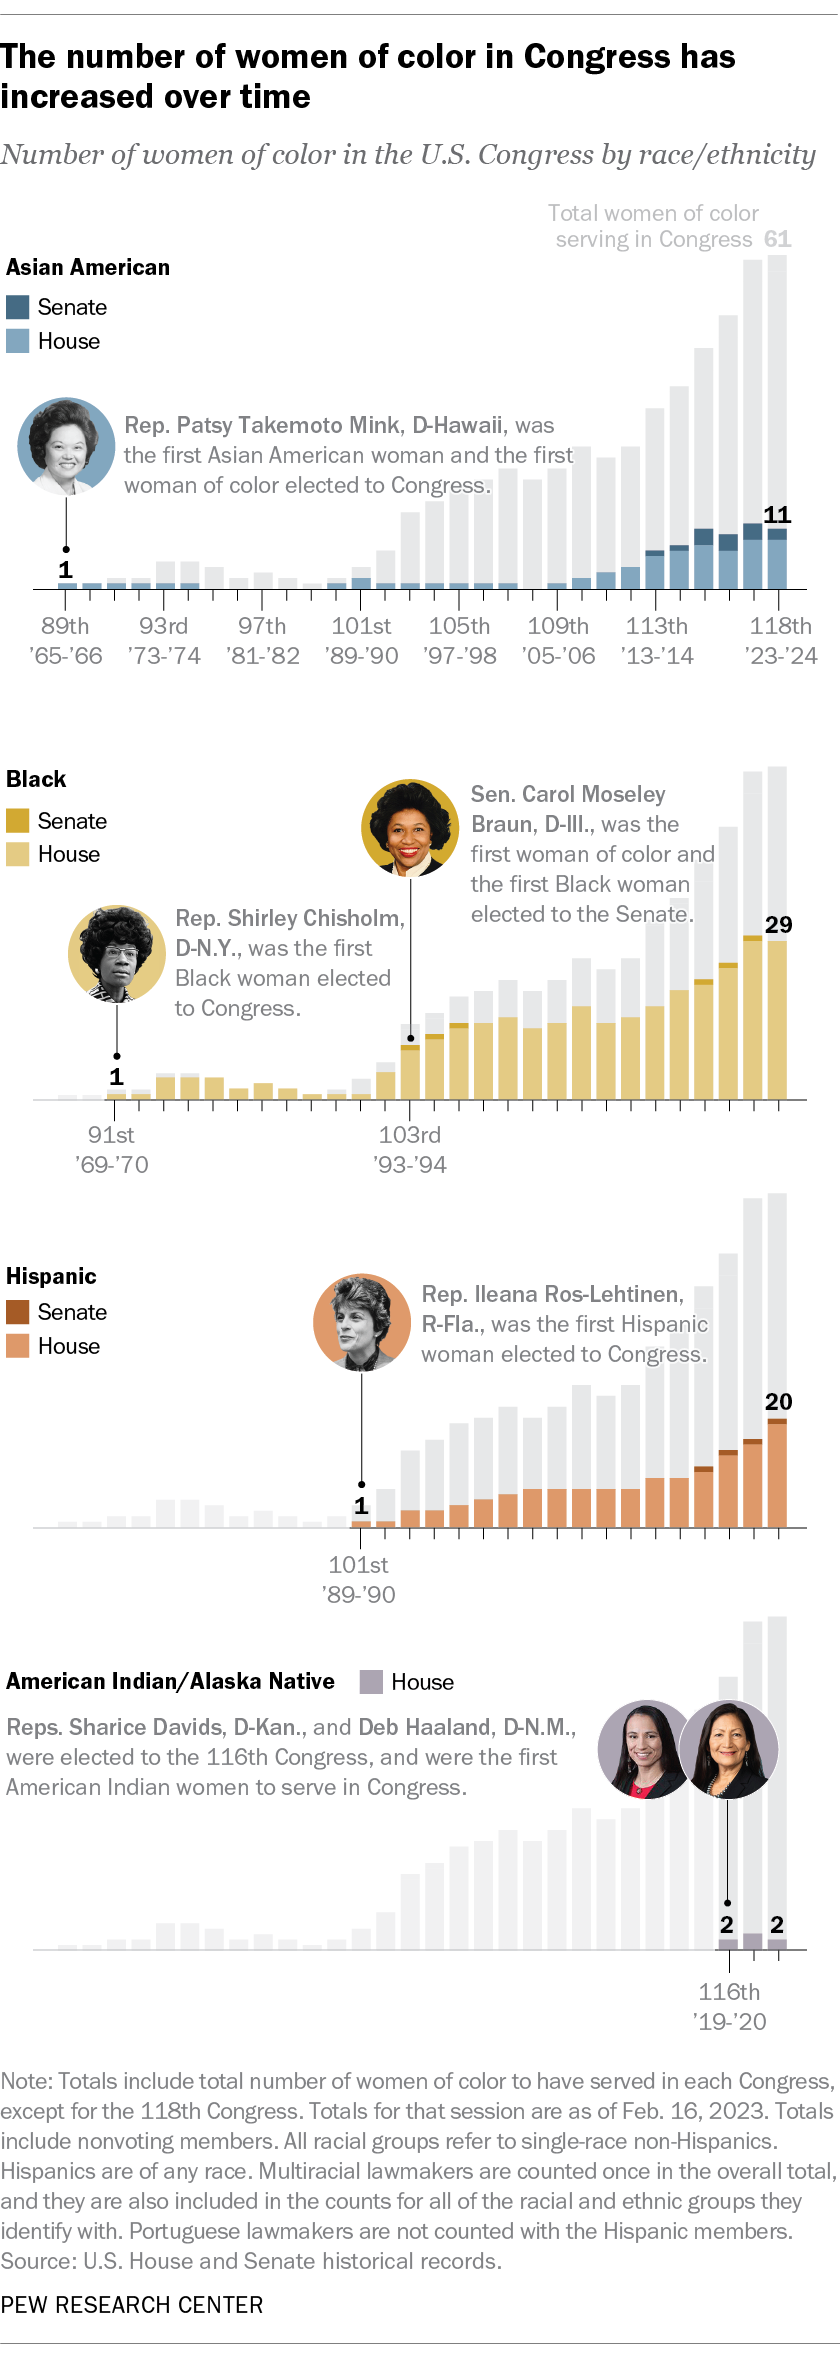 The number of women of color in Congress has
increased over time
Number of women of color in the U.S. Congress by race/ethnicity
Total women of color
serving in Congress 61
Asian American
Senate
House
Rep. Patsy Takemoto Mink, D-Hawaii, was
the first Asian American woman and the first
woman of color elected to Congress.
11
1
89th 93rd 97th 101st 105th 109th 113th 118th
’65-’66 ’73-’74 ’81-’82 ’89-’90 ’97-’98 ’05-’06 ’13-’14 ’23-’24
Black
Senate
House
Sen. Carol Moseley
Braun, D-Ill., was the
first woman of color and
the first Black woman
elected to the Senate.
Rep. Shirley Chisholm,
D-N.Y., was the first
Black woman elected
to Congress.
29
1
91st 103rd
’69-’70 ’93-’94
Hispanic
Senate
House
Rep. Ileana Ros-Lehtinen,
R-Fla., was the first Hispanic
woman elected to Congress.
20
1
101st
’89-’90
American Indian/Alaska Native House
Reps. Sharice Davids, D-Kan., and Deb Haaland, D-N.M.,
were elected to the 116th Congress, and were the first
American Indian women to serve in Congress.
2 2
116th
’19-’20
Note: Totals include total number of women of color to have served in each Congress,
except for the 118th Congress. Totals for that session are as of Feb. 16, 2023. Totals
include nonvoting members. All racial groups refer to single-race non-Hispanics.
Hispanics are of any race. Multiracial lawmakers are counted once in the overall total,
and they are also included in the counts for all of the racial and ethnic groups they
identify with. Portuguese lawmakers are not counted with the Hispanic members.
Source: U.S. House and Senate historical records.
PEW RESEARCH CENTER